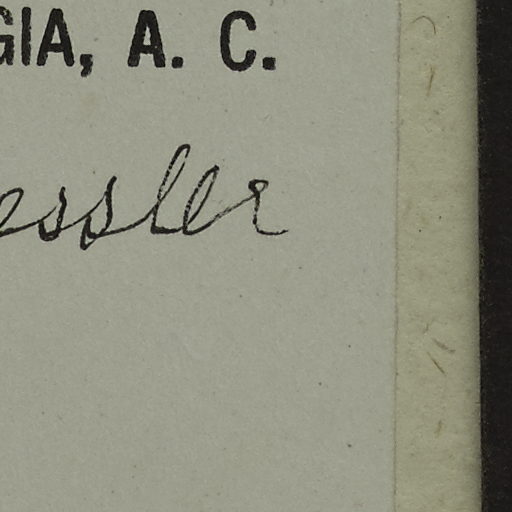 GIA, A. C.
essler